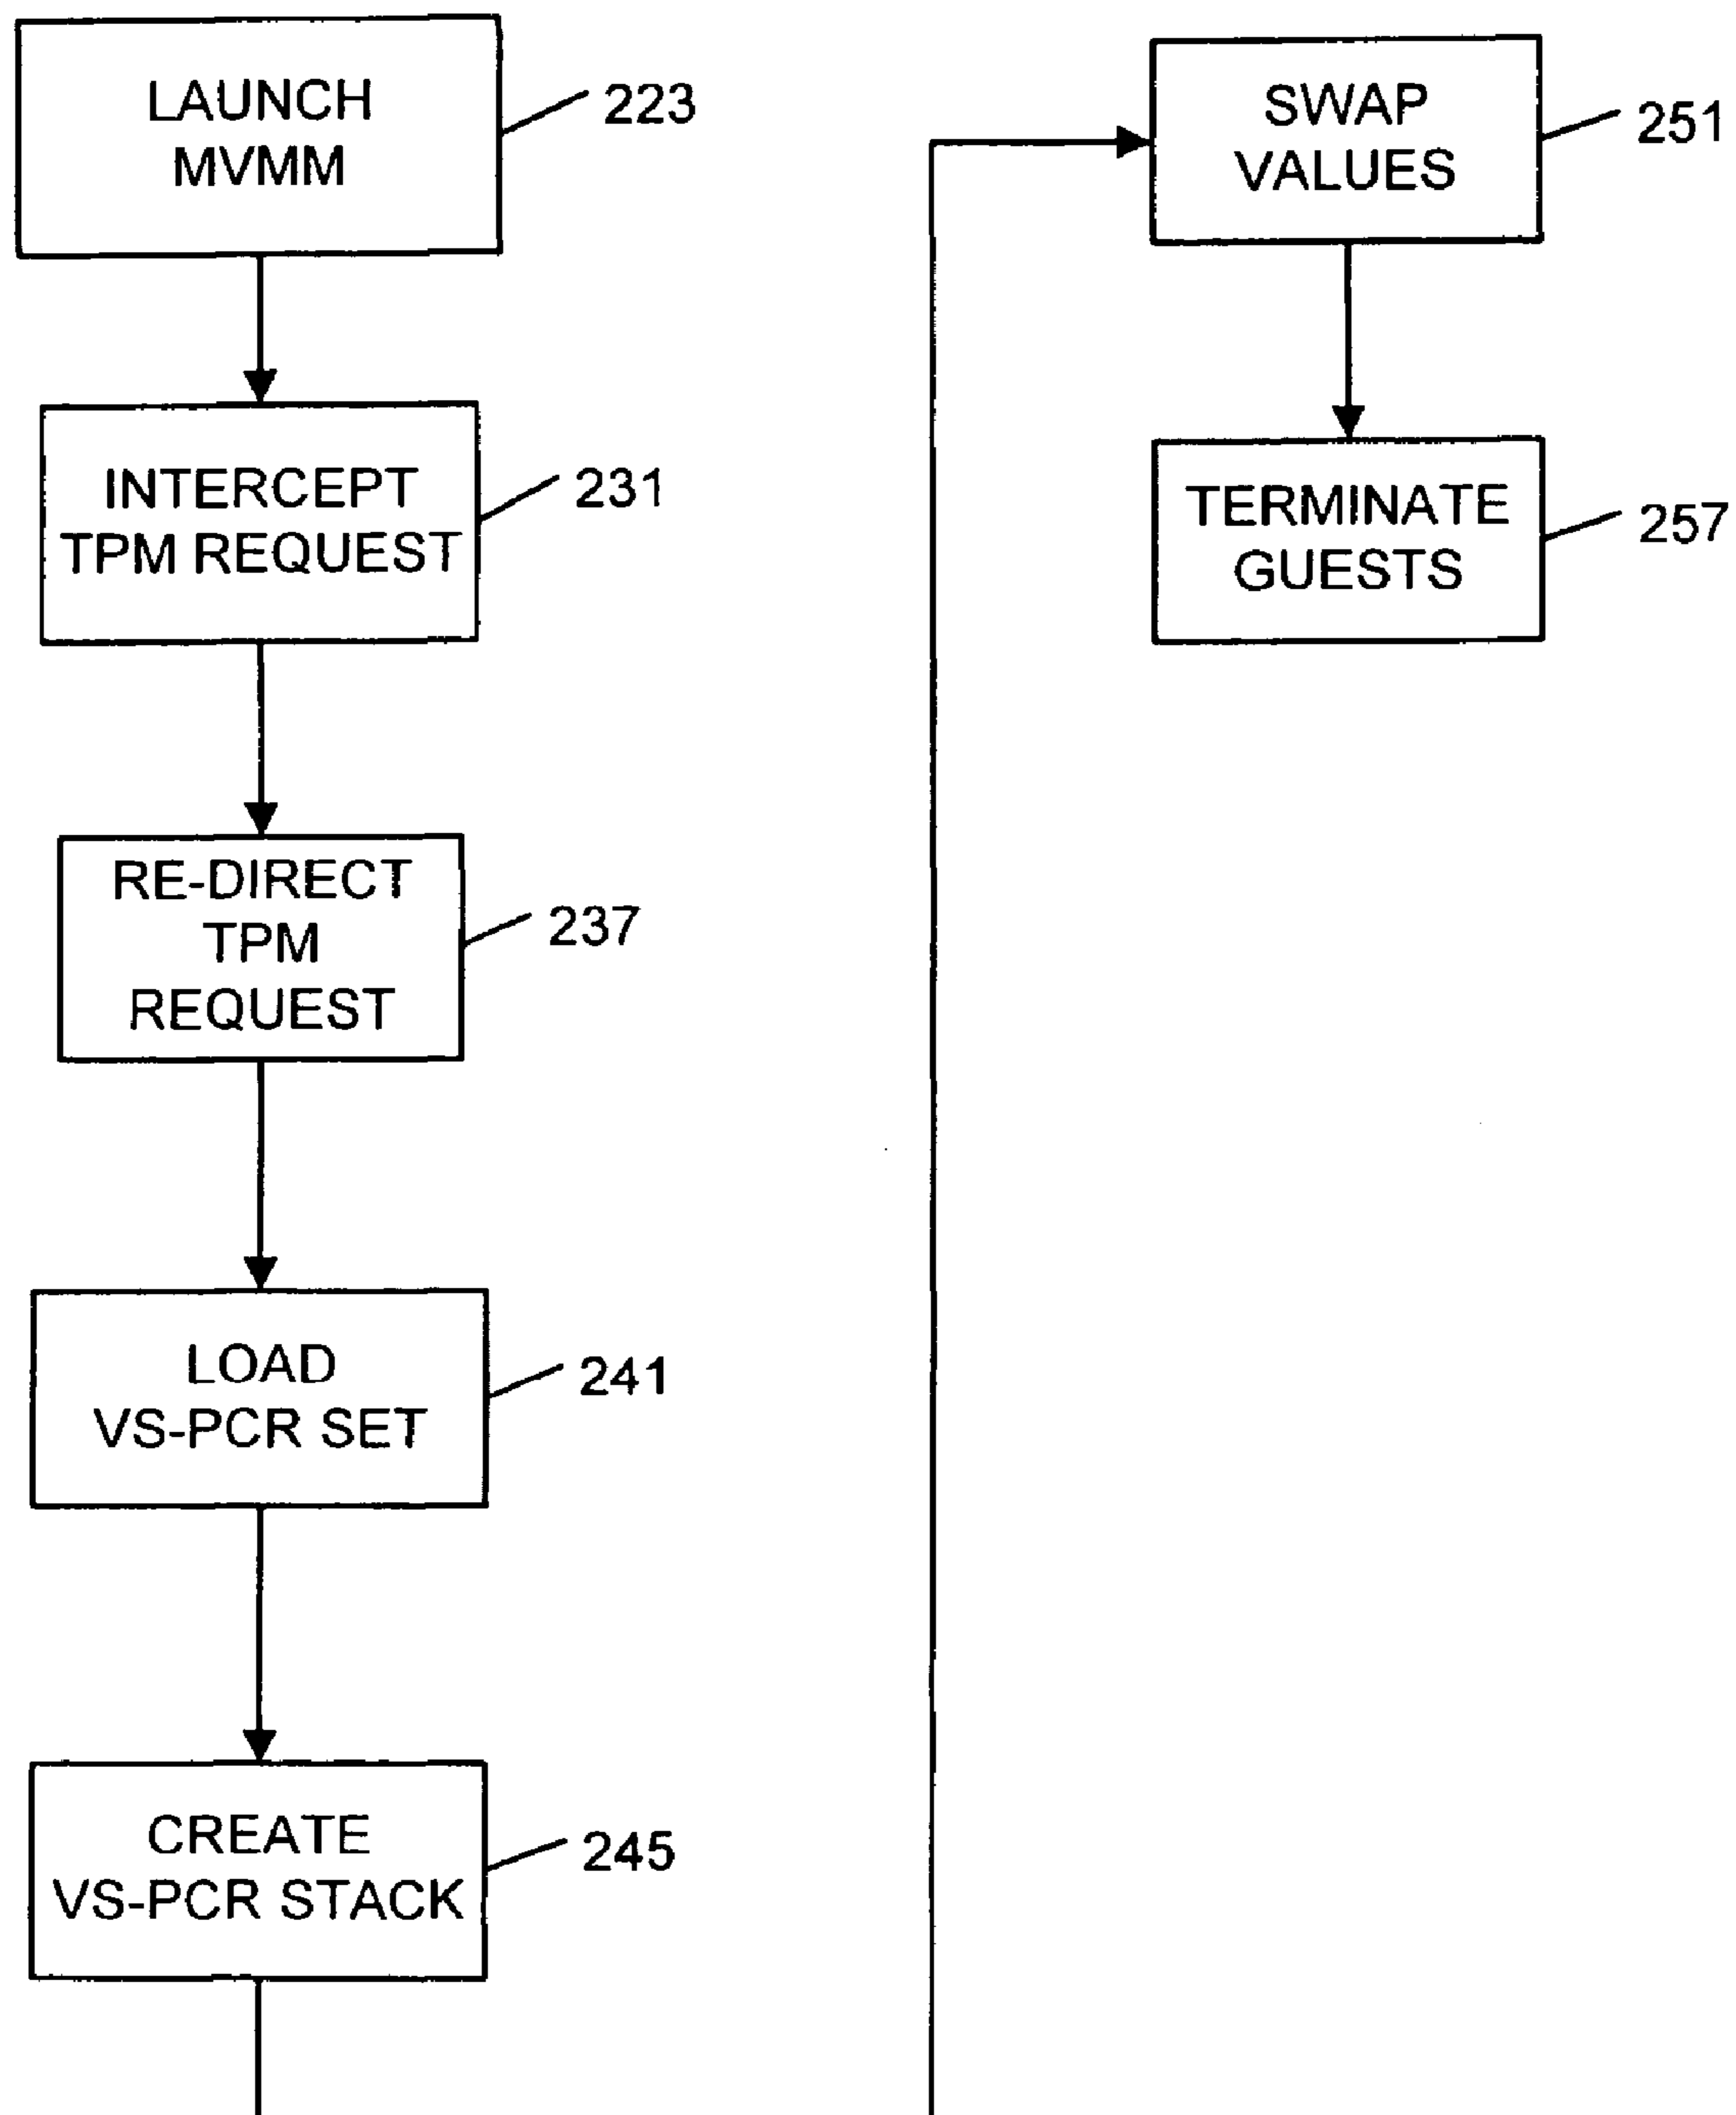 LAUNCH
MVMM
223
INTERCEPT
TPM REQUEST
231
RE-DIRECT
TPM
REQUEST
237
LOAD
VS-PCR SET
241
CREATE
VS-PCR STACK
245
SWAP
VALUES
251
TERMINATE
GUESTS
257